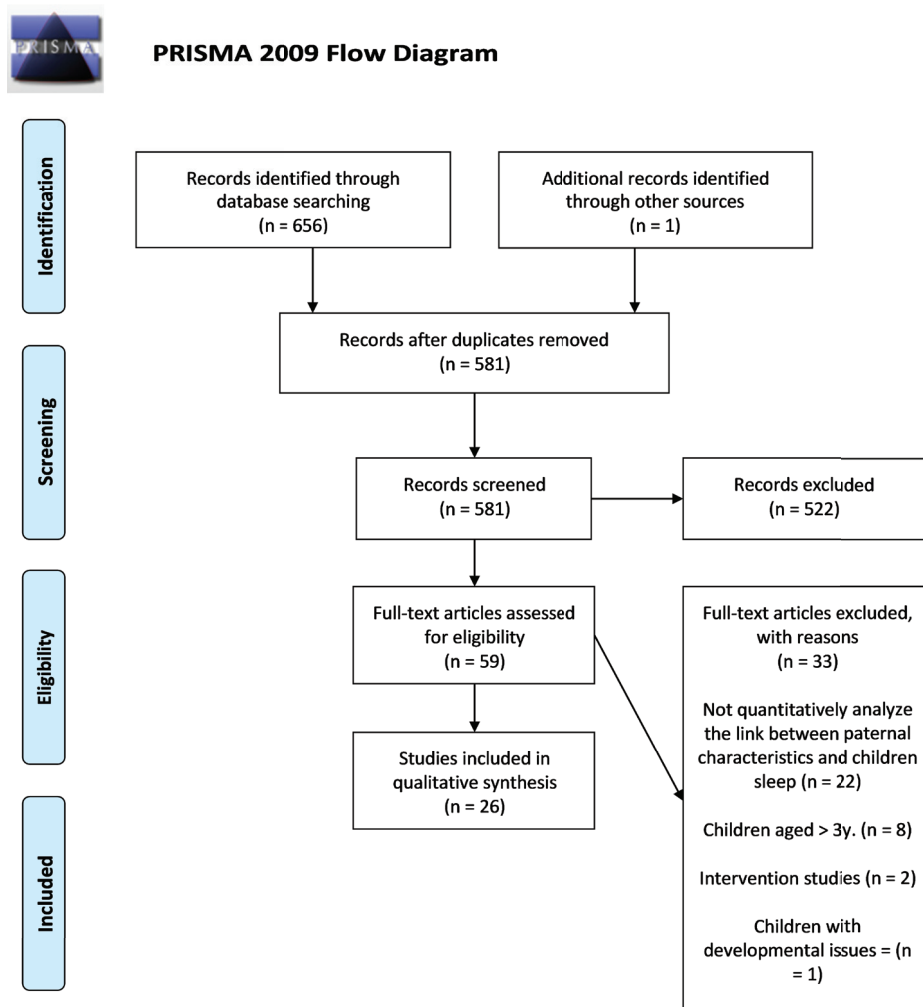 PRISMA
PRISMA 2009 Flow Diagram
Identification
Records identified through
database searching
(n = 656)
Additional records identified
through other sources
(n = 1)
Records after duplicates removed
(n = 581)
Screening
Records screened
(n = 581)
Records excluded
(n = 522)
Eligibility
Full-text articles assessed
for eligibility
(n = 59)
Full-text articles excluded,
with reasons
(n = 33)
Not quantitatively analyze
the link between paternal
characteristics and children
sleep (n = 22)
Children aged > 3y. (n = 8)
Intervention studies (n = 2)
Children with
developmental issues = (n
= 1)
Included
Studies included in
qualitative synthesis
(n = 26)